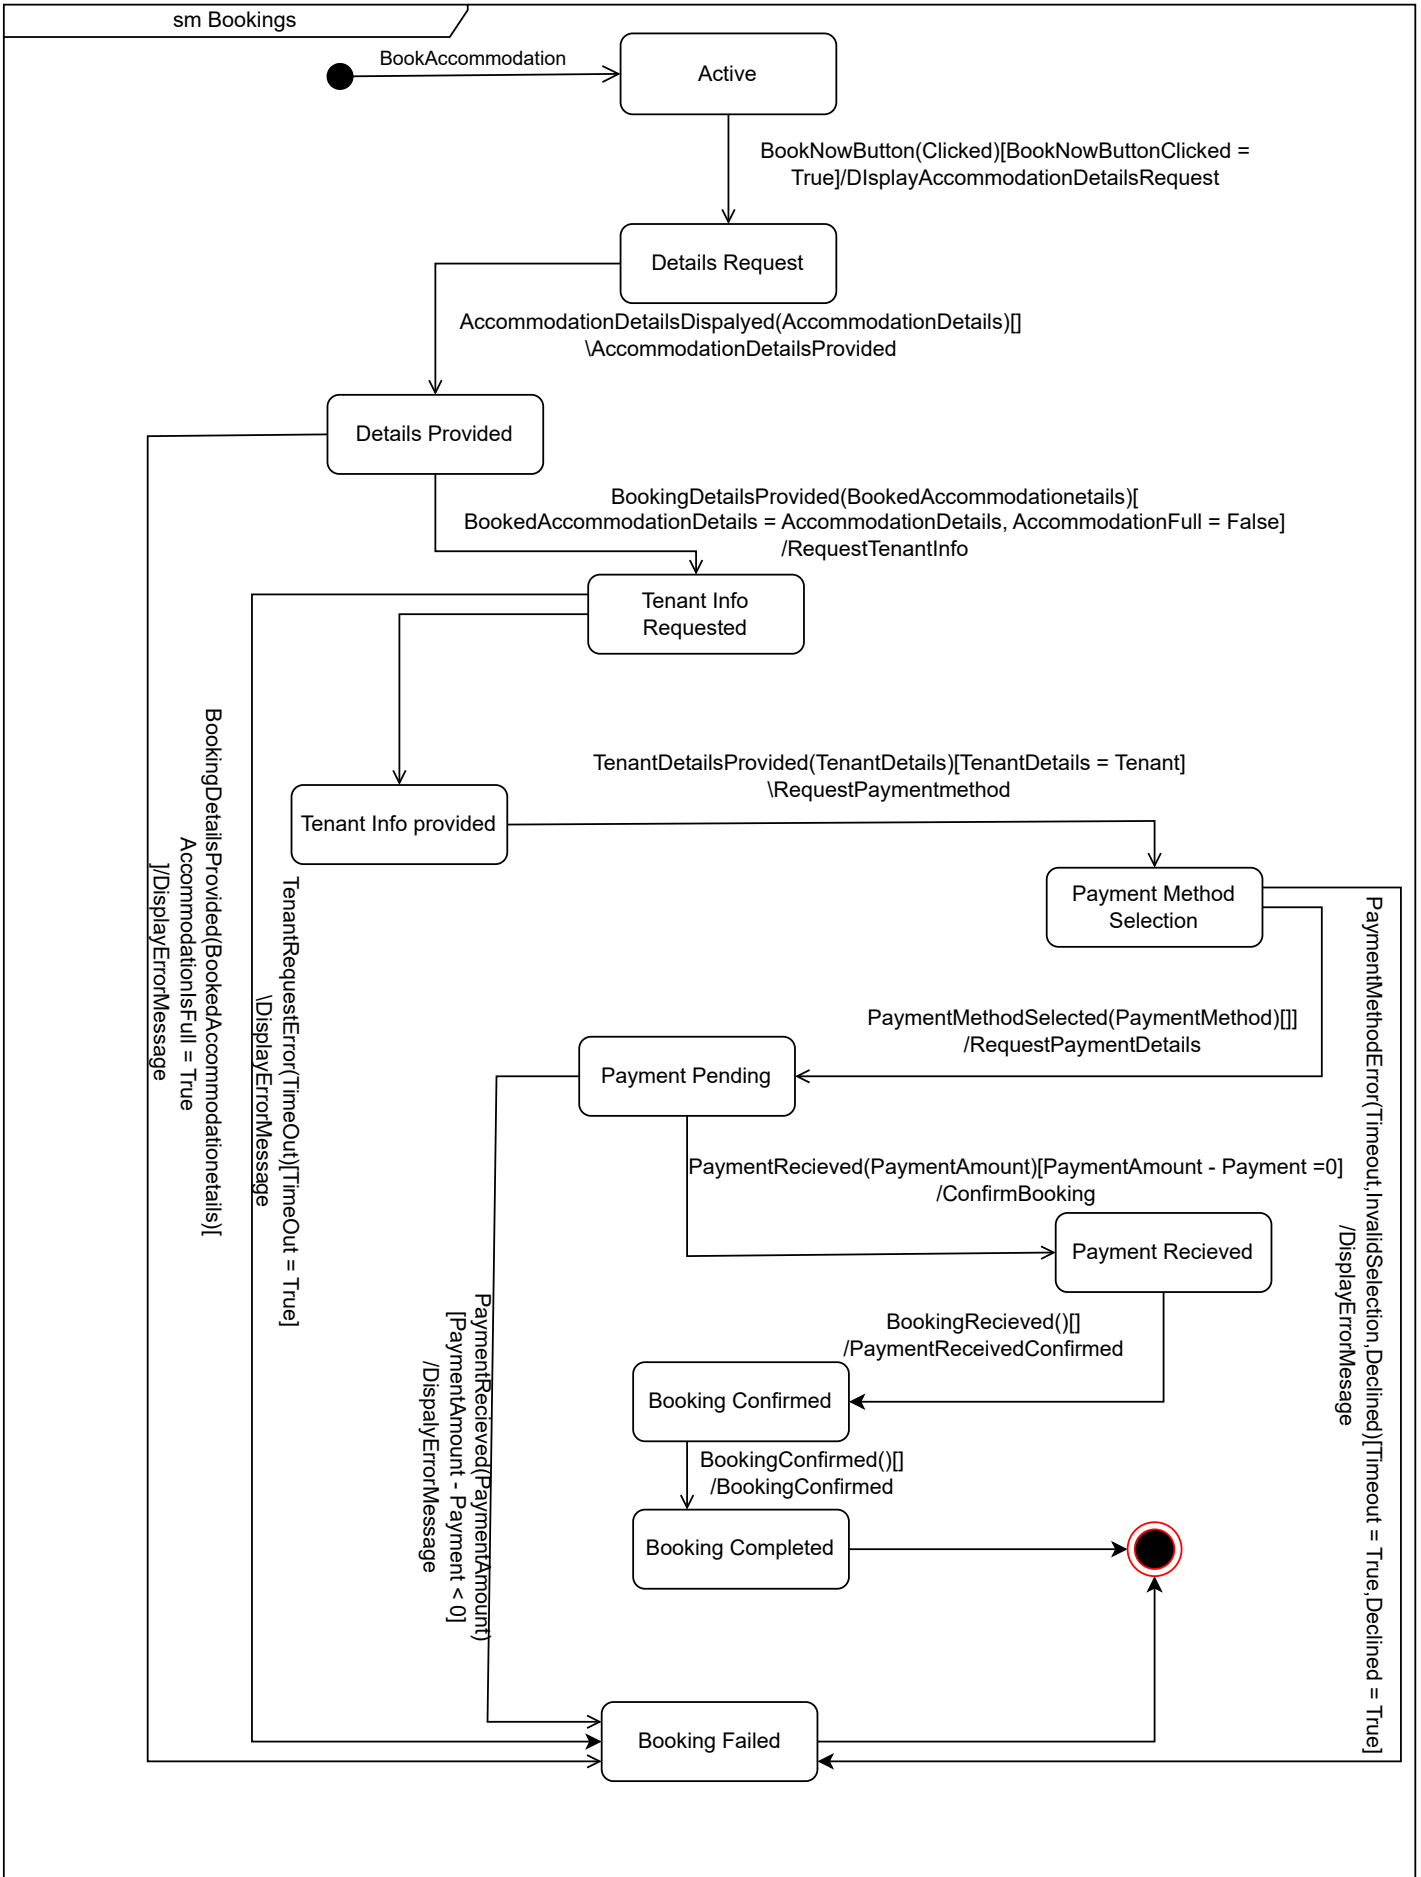 sm Bookings
BookAccommodation
Active
BookNowButton(Clicked)[BookNowButtonClicked =
True]/DIsplayAccommodationDetailsRequest
Details Request
AccommodationDetailsDispalyed(AccommodationDetails)[]
\AccommodationDetailsProvided
Details Provided
BookingDetailsProvided(BookedAccommodationetails)[
BookedAccommodationDetails = AccommodationDetails, AccommodationFull = False]
/RequestTenantInfo
Tenant Info
Requested
BookingDetailsProvided(BookedAccommodationetails)[
AccommodationIsFull = True
]/DisplayErrorMessage
TenantRequestError(TimeOut)[TimeOut = True]
\DisplayErrorMessage
TenantDetailsProvided(TenantDetails)[TenantDetails = Tenant]
\RequestPaymentmethod
Tenant Info provided
Payment Method
Selection
PaymentMethodError(Timeout,InvalidSelection,Declined)[Timeout = True,Declined = True]
/DisplayErrorMessage
PaymentMethodSelected(PaymentMethod)[]]
/RequestPaymentDetails
Payment Pending
PaymentRecieved(PaymentAmount)[PaymentAmount - Payment =0]
/ConfirmBooking
Payment Recieved
PaymentRecieved(PaymentAmount)
[PaymentAmount - Payment < 0]
/DispalyErrorMessage
BookingRecieved()[]
/PaymentReceivedConfirmed
Booking Confirmed
BookingConfirmed()[]
/BookingConfirmed
Booking Completed
Booking Failed